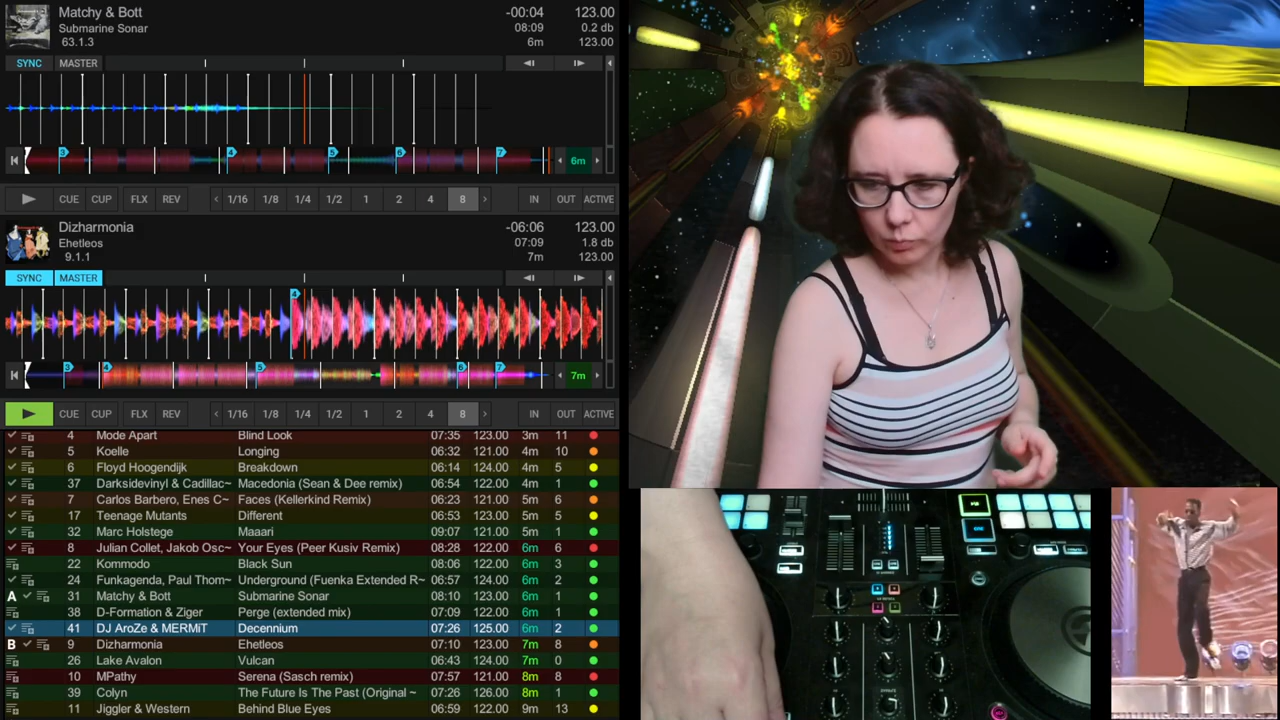 Matchy & Bott -00:04 123.00
Submarine Sonar 08:09 0.2 db
63.1.3 6m 123.00
SYNC MASTER
3 4 5 6 7 6m
CUE CUP FLX REV 1/16 1/8 1/4 1/2 1 2 4 8 IN OUT ACTIVE
Dizharmonia -06:06 123.00
Ehetleos 07:09 1.8 db
9.1.1 7m 123.00
SYNC MASTER
4
3 4 5 6 7 7m
CUE CUP FLX REV 1/16 1/8 1/4 1/2 1 2 4 8 IN OUT ACTIVE
4 Mode Apart Blind Look 07:35 123.00 3m 11
5 Koelle Longing 06:32 121.00 4m 10
6 Floyd Hoogendijk Breakdown 06:14 124.00 4m 5
37 Darksidevinyl & Cadillac~ Macedonia (Sean & Dee remix) 06:54 122.00 4m 1
7 Carlos Barbero, Enes C~ Faces (Kellerkind Remix) 06:23 121.00 5m 6
17 Teenage Mutants Different 06:53 123.00 5m 5
32 Marc Holstege Maaari 09:07 121.00 5m 1
8 Julian Collet, Jakob Osc~ Your Eyes (Peer Kusiv Remix) 08:28 122.00 6m 6
22 Kommodo Black Sun 08:06 122.00 6m 3
24 Funkagenda, Paul Thom~ Underground (Fuenka Extended R~ 06:57 124.00 6m 2
A 31 Matchy & Bott Submarine Sonar 08:10 123.00 6m 1
38 D-Formation & Ziger Perge (extended mix) 07:09 122.00 6m 1
41 DJ AroZe & MERMiT Decennium 07:26 125.00 6m 2
B 9 Dizharmonia Ehetleos 07:10 123.00 7m 8
26 Lake Avalon Vulcan 06:43 124.00 7m 0
10 MPathy Serena (Sasch remix) 07:57 121.00 8m 8
39 Colyn The Future Is The Past (Original ~ 07:26 126.00 8m 1
11 Jiggler & Western Behind Blue Eyes 06:59 122.00 9m 13